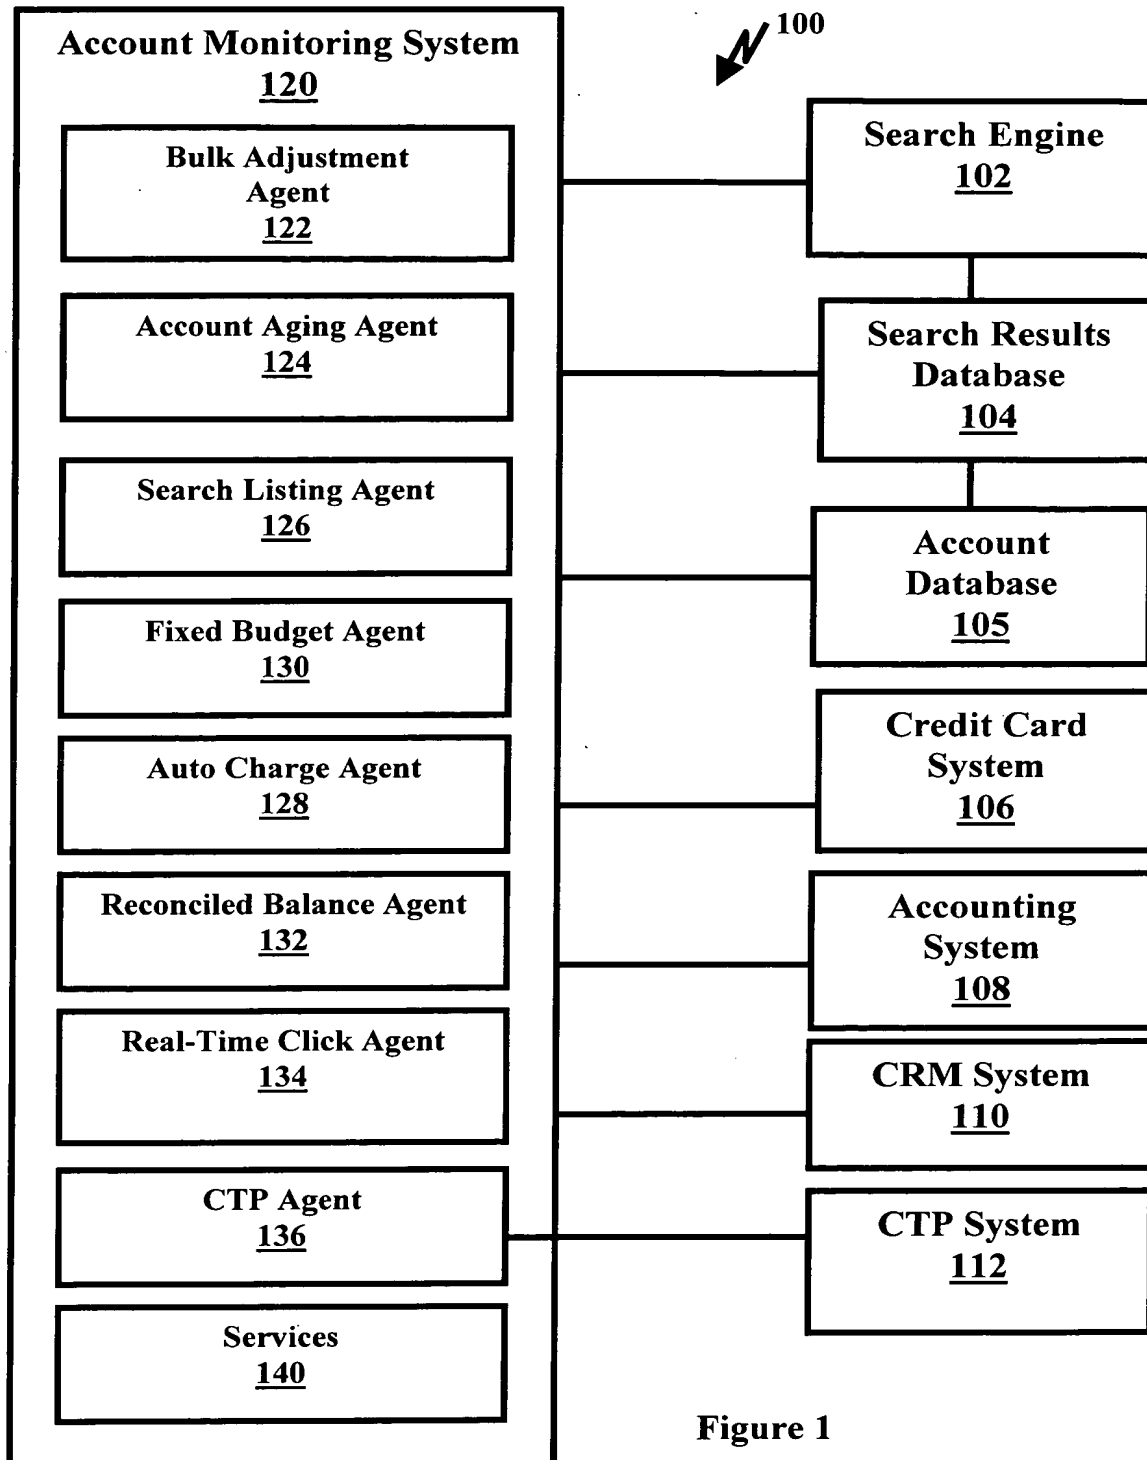 Account Monitoring System
120
Bulk Adjustment
Agent
122
Account Aging Agent
124
Search Listing Agent
126
Fixed Budget Agent
130
Auto Charge Agent
128
Reconciled Balance Agent
132
Real-Time Click Agent
134
CTP Agent
136
Services
140
100
Search Engine
102
Search Results
Database
104
Account
Database
105
Credit Card
System
106
Accounting
System
108
CRM System
110
CTP System
112
Figure 1